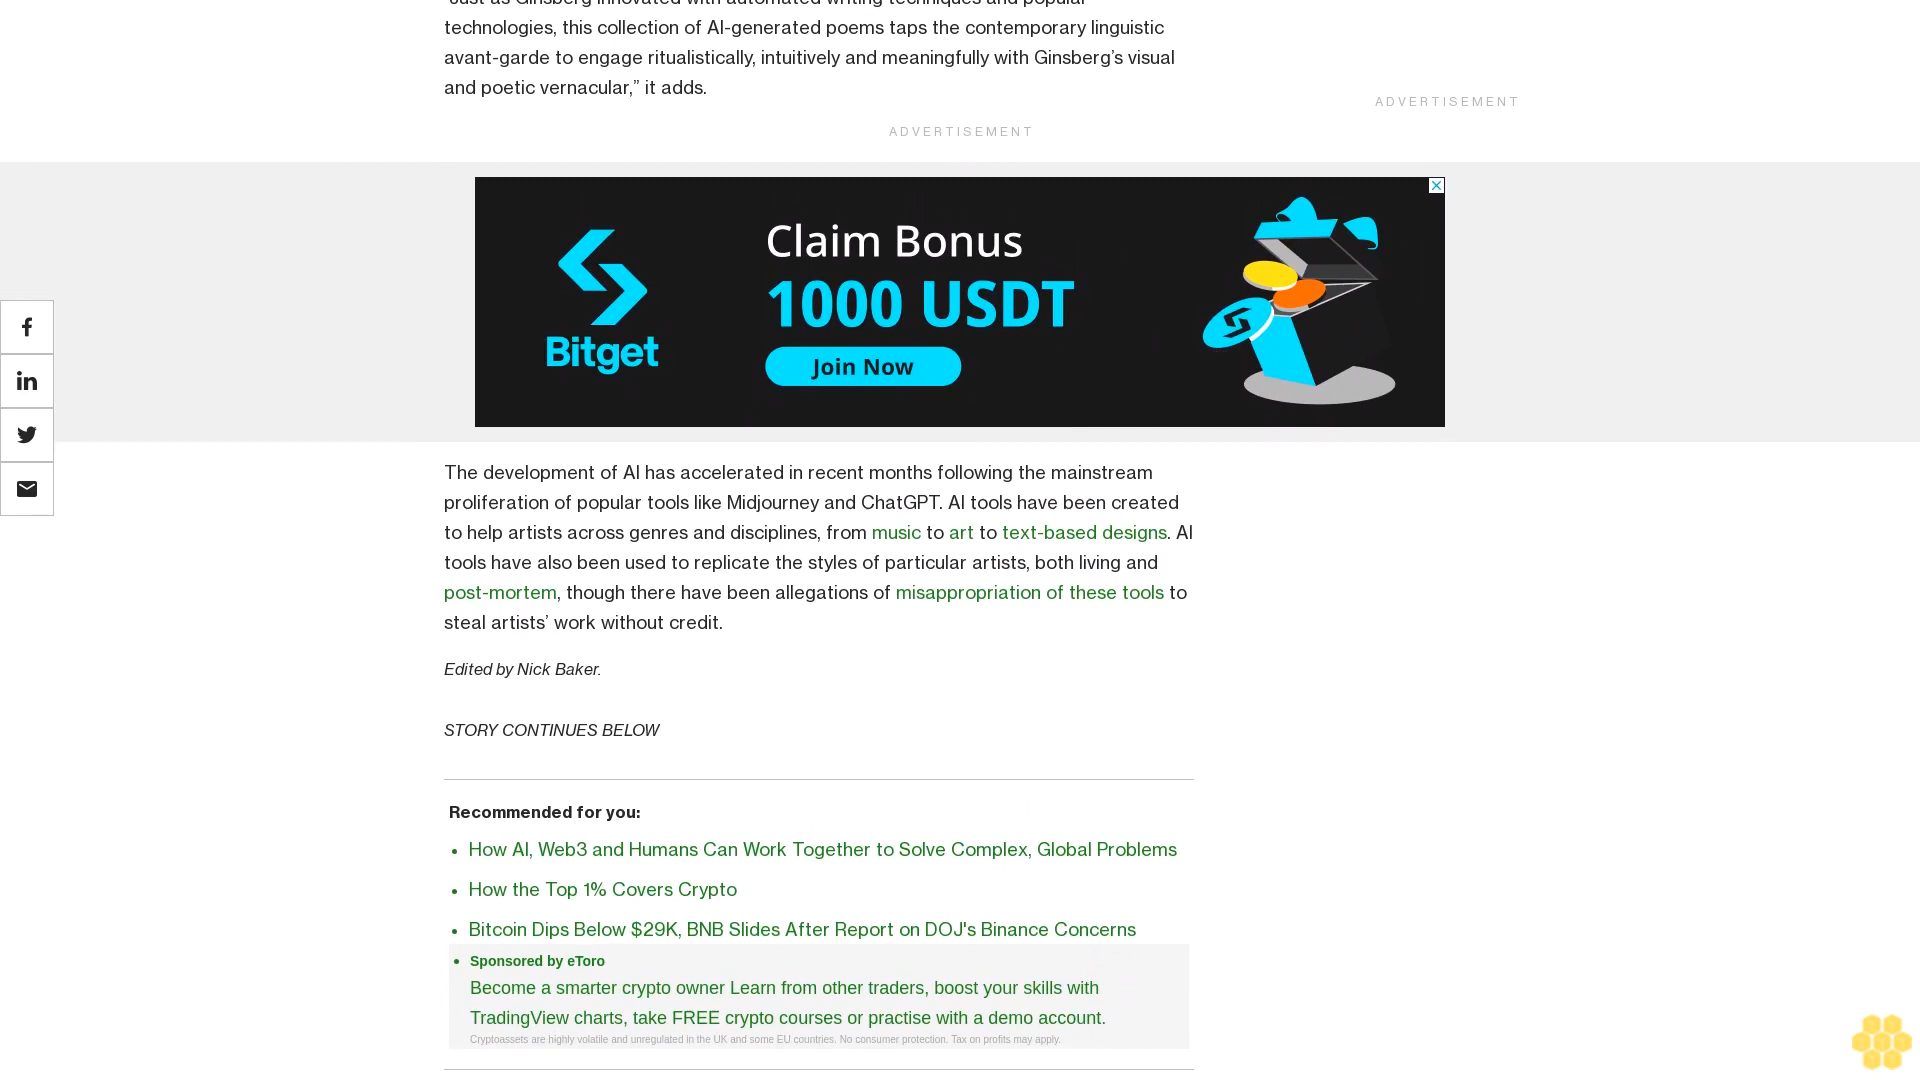 "Just as Ginsberg innovated with automated writing techniques and popular
technologies, this collection of AI-generated poems taps the contemporary linguistic
avant-garde to engage ritualistically, intuitively and meaningfully with Ginsberg’s visual
and poetic vernacular,” it adds.
ADVERTISEMENT
ADVERTISEMENT
Claim Bonus
1000 USDT
Join Now
Bitget
The development of AI has accelerated in recent months following the mainstream
proliferation of popular tools like Midjourney and ChatGPT. AI tools have been created
to help artists across genres and disciplines, from music to art to text-based designs. AI
tools have also been used to replicate the styles of particular artists, both living and
post-mortem, though there have been allegations of misappropriation of these tools to
steal artists’ work without credit.
Edited by Nick Baker.
STORY CONTINUES BELOW
Recommended for you:
How AI, Web3 and Humans Can Work Together to Solve Complex, Global Problems
How the Top 1% Covers Crypto
Bitcoin Dips Below $29K, BNB Slides After Report on DOJ's Binance Concerns
Sponsored by eToro
Become a smarter crypto owner Learn from other traders, boost your skills with
TradingView charts, take FREE crypto courses or practise with a demo account.
Cryptoassets are highly volatile and unregulated in the UK and some EU countries. No consumer protection. Tax on profits may apply.